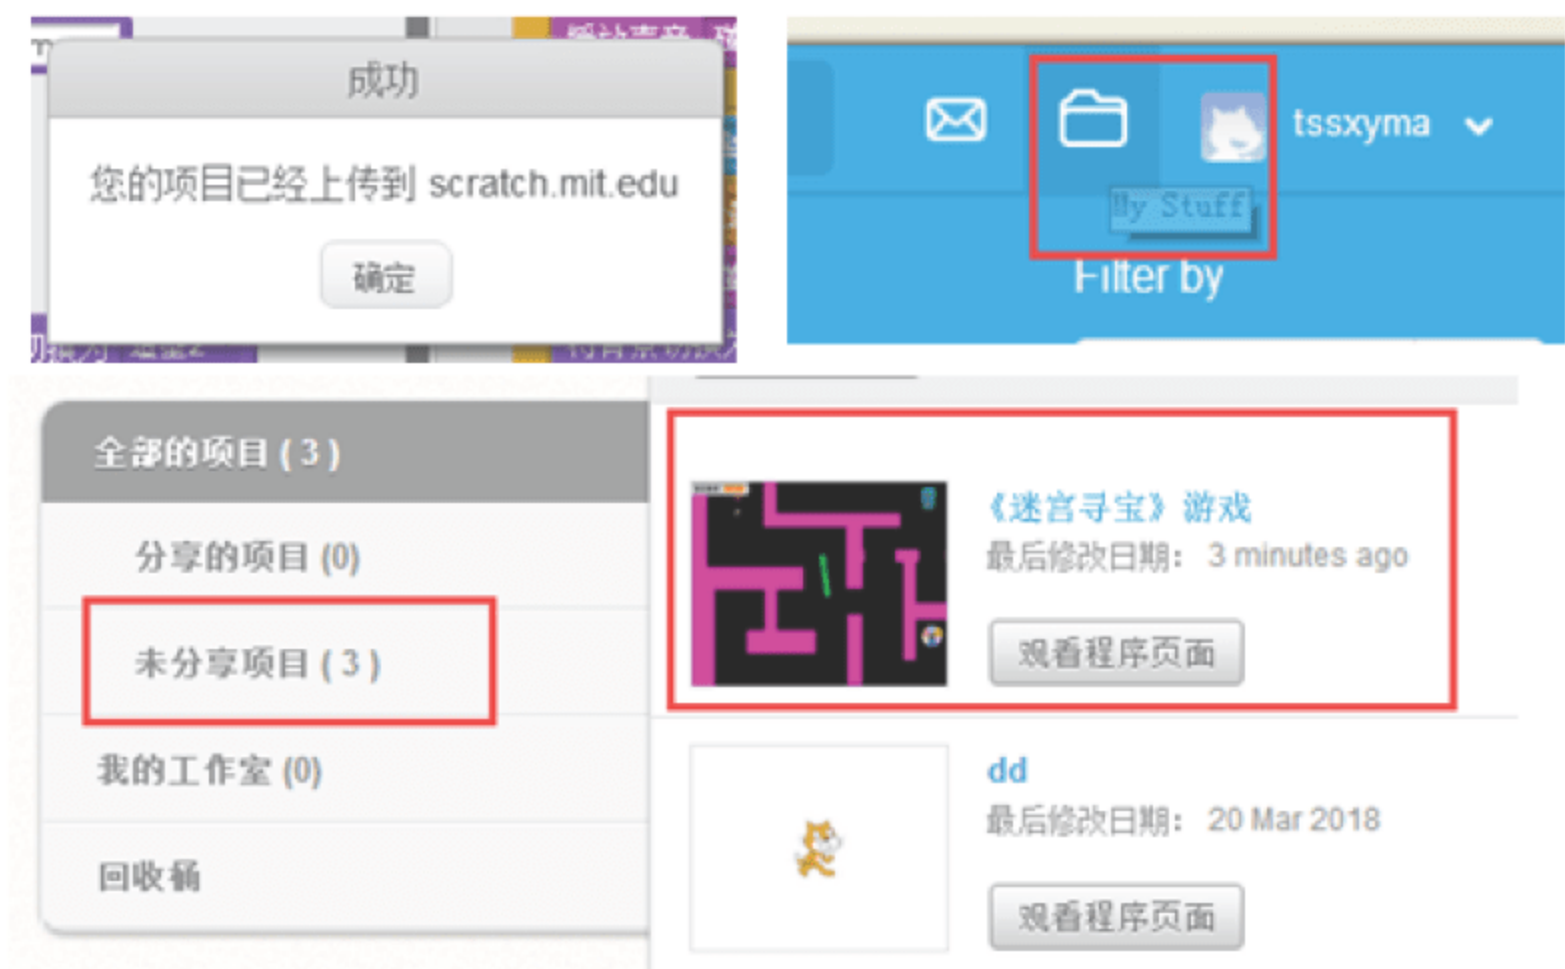 成功
您的项目已经上传到 scratch.mit.edu
确定
tssxyma
My Stuff
Filter by
全部的项目 ( 3 )
分享的项目 (0)
未分享项目 ( 3 )
我的工作室 (0)
回收桶
《迷宫寻宝》游戏
最后修改日期： 3 minutes ago
观看程序页面
dd
最后修改日期： 20 Mar 2018
观看程序页面